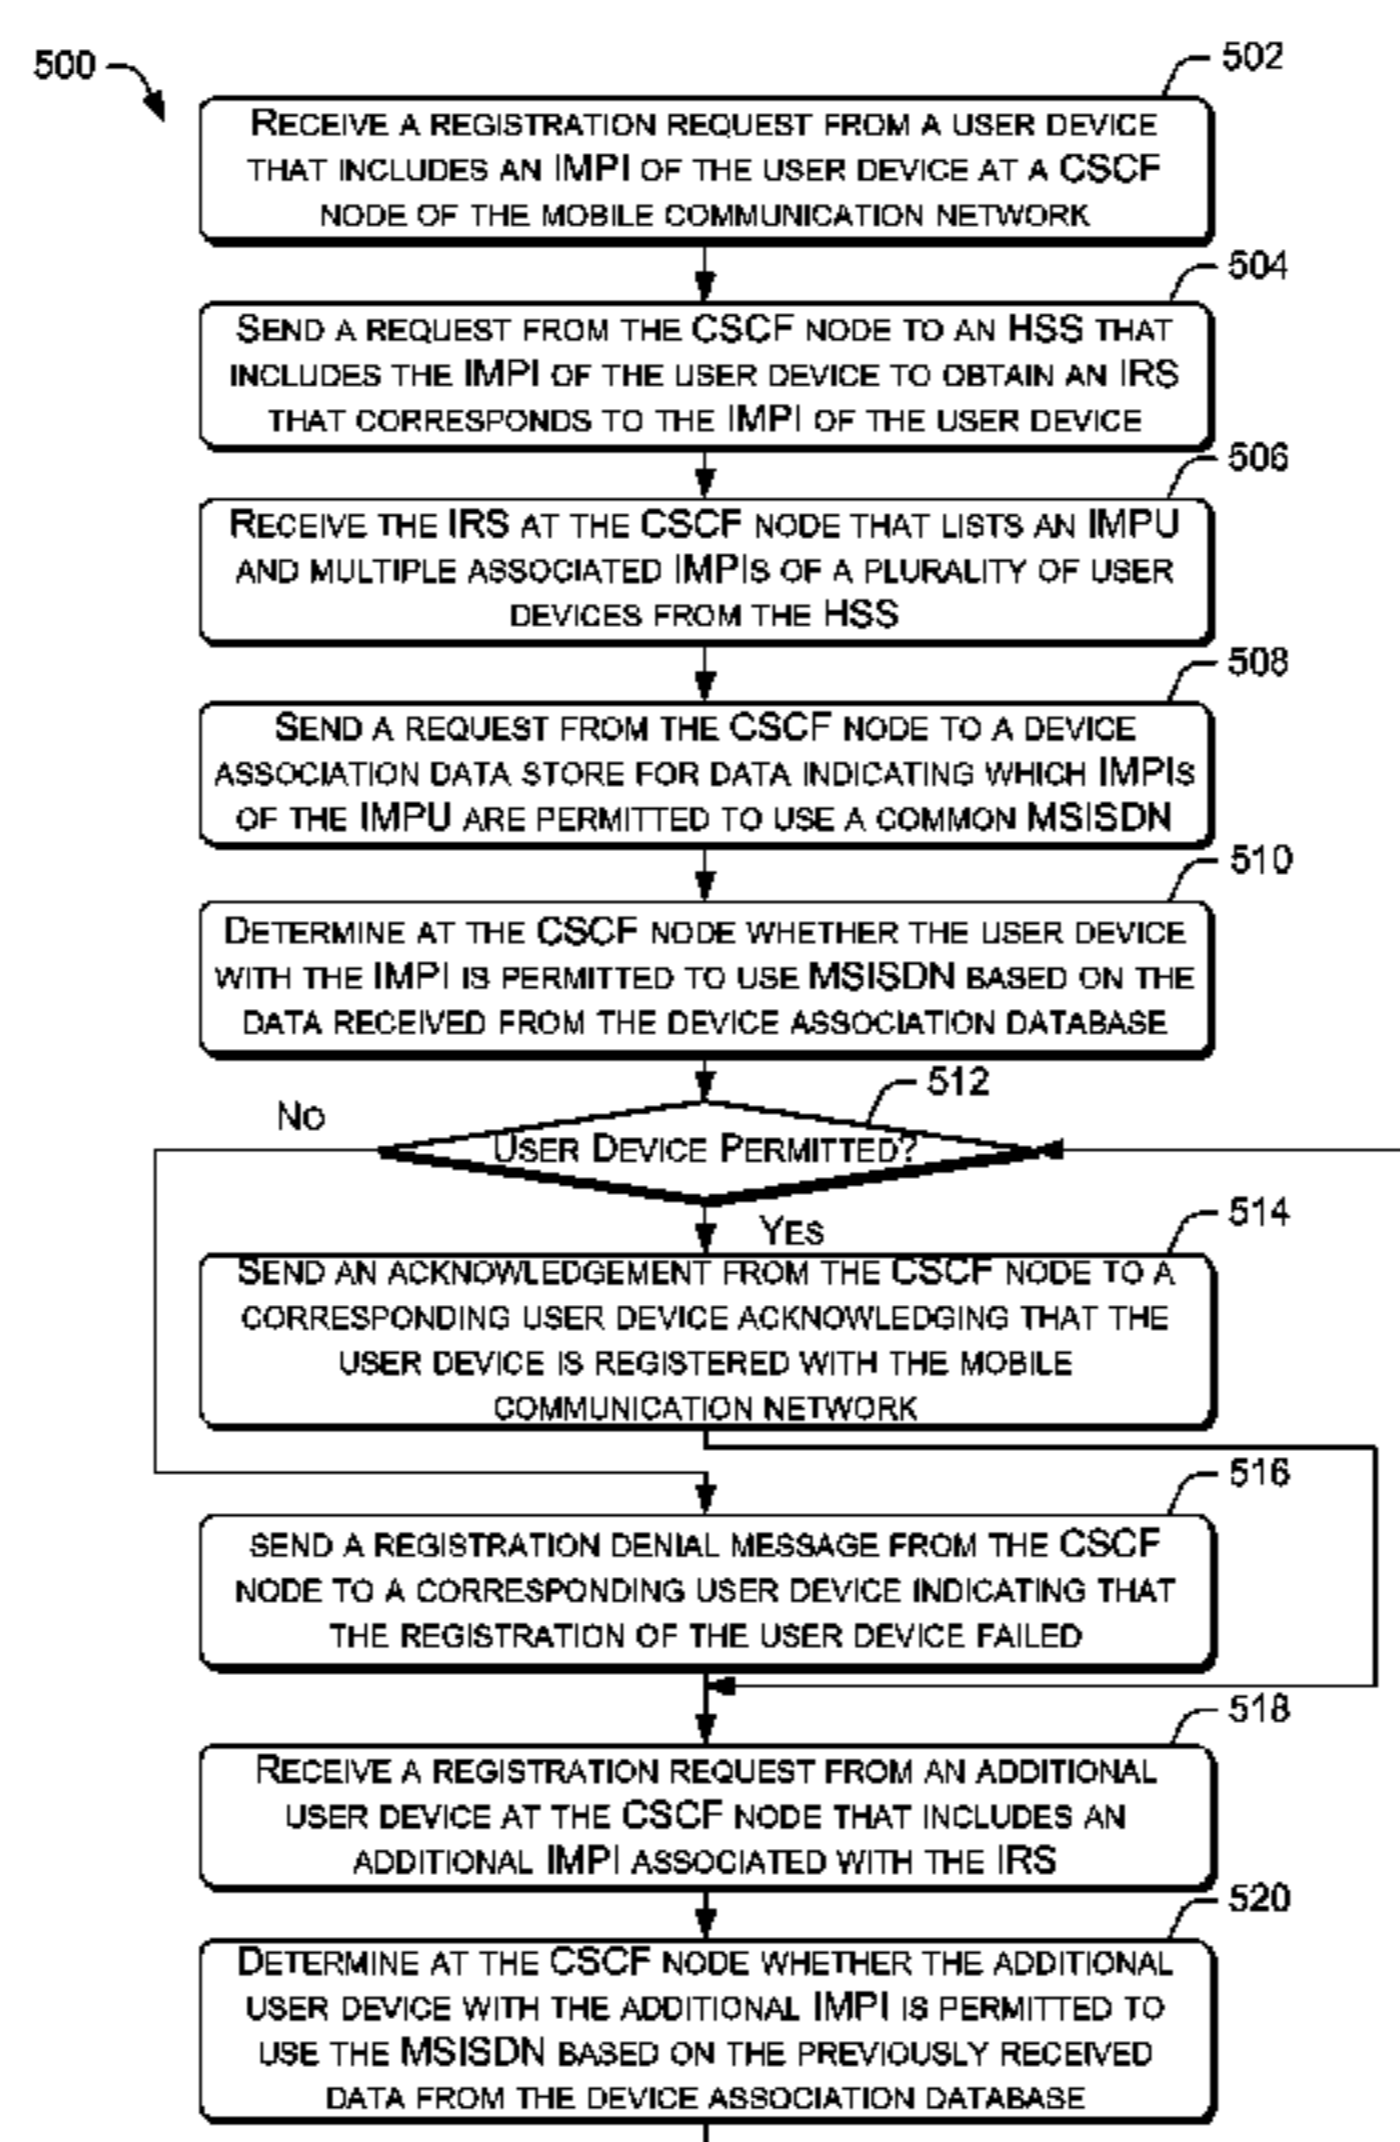 500
502
RECEIVE A REGISTRATION REQUEST FROM A USER DEVICE
THAT INCLUDES AN IMPI OF THE USER DEVICE AT A CSCF
NODE OF THE MOBILE COMMUNICATION NETWORK
504
SEND A REQUEST FROM THE CSCF NODE TO AN HSS THAT
INCLUDES THE IMPI OF THE USER DEVICE TO OBTAIN AN IRS
THAT CORRESPONDS TO THE IMPI OF THE USER DEVICE
506
RECEIVE THE IRS AT THE CSCF NODE THAT LISTS AN IMPU
AND MULTIPLE ASSOCIATED IMPIS OF A PLURALITY OF USER
DEVICES FROM THE HSS
508
SEND A REQUEST FROM THE CSCF NODE TO A DEVICE
ASSOCIATION DATA STORE FOR DATA INDICATING WHICH IMPIS
OF THE IMPU ARE PERMITTED TO USE A COMMON MSISDN
510
DETERMINE AT THE CSCF NODE WHETHER THE USER DEVICE
WITH THE IMPI IS PERMITTED TO USE MSISDN BASED ON THE
DATA RECEIVED FROM THE DEVICE ASSOCIATION DATABASE
512
NO
USER DEVICE PERMITTED?
YES
514
SEND AN ACKNOWLEDGEMENT FROM THE CSCF NODE TO A
CORRESPONDING USER DEVICE ACKNOWLEDGING THAT THE
USER DEVICE IS REGISTERED WITH THE MOBILE
COMMUNICATION NETWORK
516
SEND A REGISTRATION DENIAL MESSAGE FROM THE CSCF
NODE TO A CORRESPONDING USER DEVICE INDICATING THAT
THE REGISTRATION OF THE USER DEVICE FAILED
518
RECEIVE A REGISTRATION REQUEST FROM AN ADDITIONAL
USER DEVICE AT THE CSCF NODE THAT INCLUDES AN
ADDITIONAL IMPI ASSOCIATED WITH THE IRS
520
DETERMINE AT THE CSCF NODE WHETHER THE ADDITIONAL
USER DEVICE WITH THE ADDITIONAL IMPI IS PERMITTED TO
USE THE MSISDN BASED ON THE PREVIOUSLY RECEIVED
DATA FROM THE DEVICE ASSOCIATION DATABASE